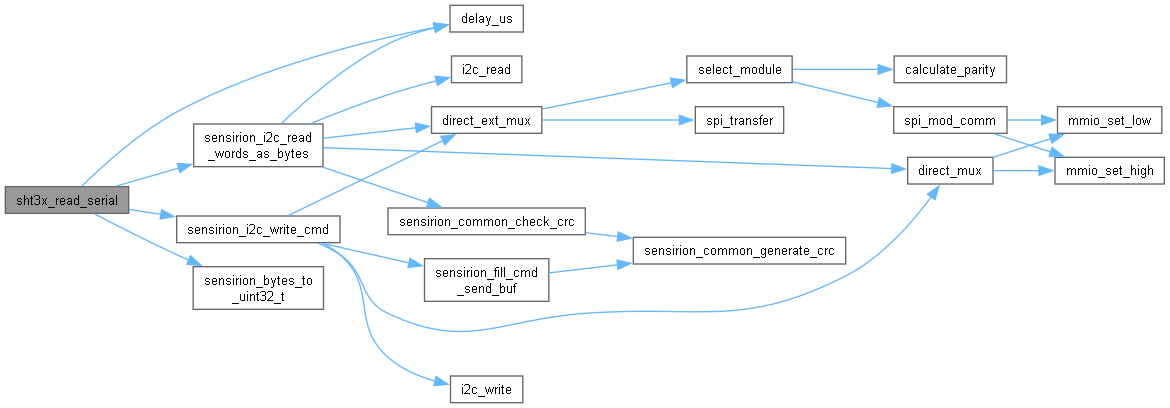 sht3x_read_serial
delay_us
sensirion_i2c_read
_words_as_bytes
i2c_read
direct_ext_mux
select_module
calculate_parity
spi_mod_comm
mmio_set_low
mmio_set_high
spi_transfer
direct_mux
sensirion_common_check_crc
sensirion_common_generate_crc
sensirion_i2c_write_cmd
sensirion_fill_cmd
_send_buf
i2c_write
sensirion_bytes_to
_uint32_t